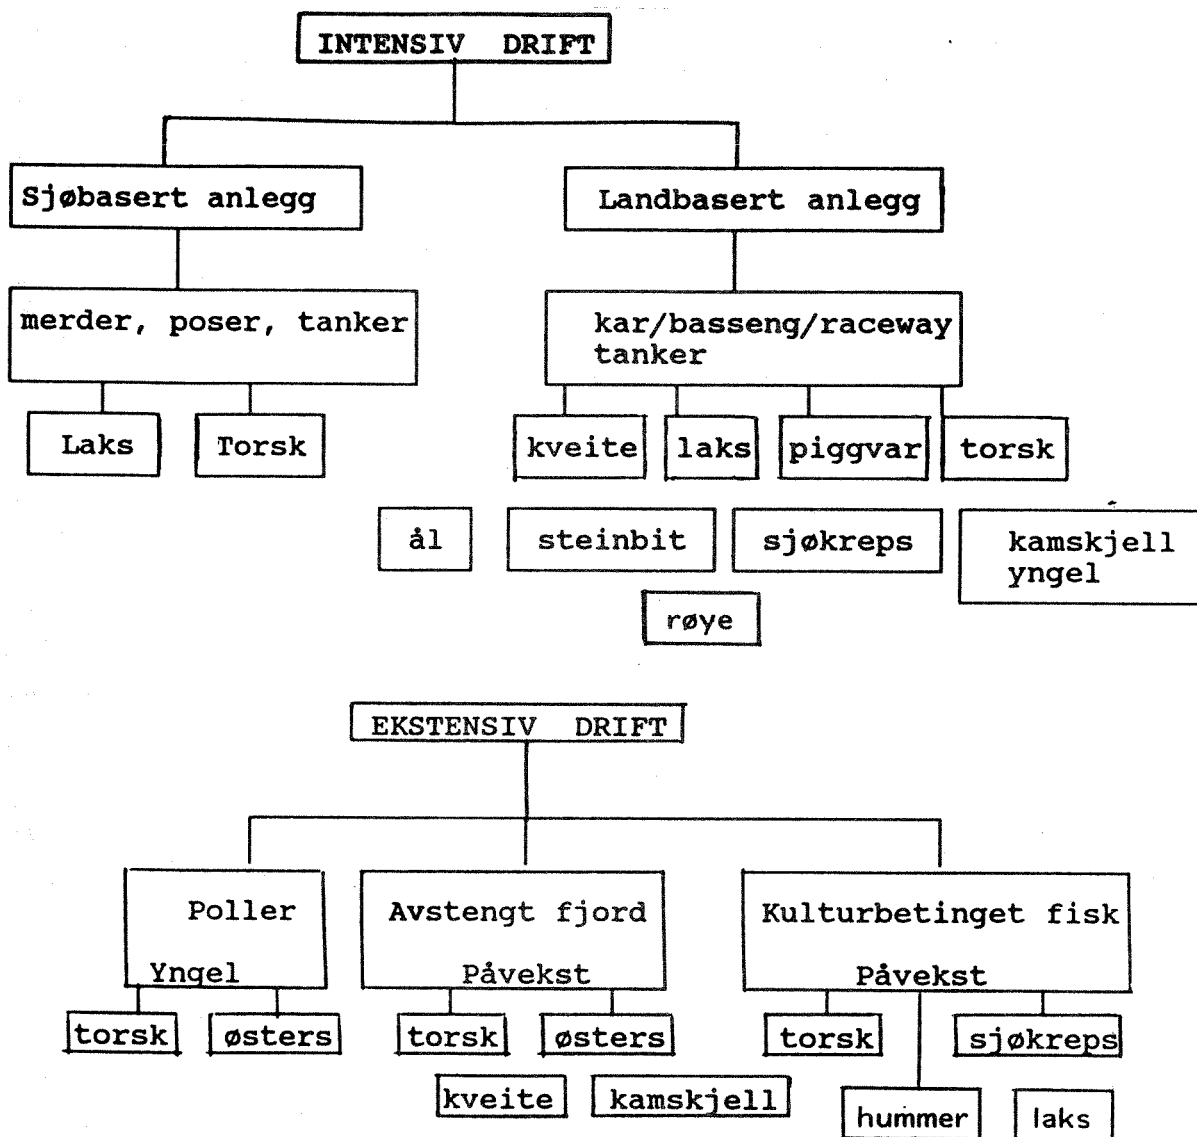 INTENSIV DRIFT
Sjøbasert anlegg
Landbasert anlegg
merder, poser, tanker
kar/basseng/raceway
tanker
Laks
Torsk
kveite
laks
piggvar
torsk
ål
steinbit
sjøkreps
kamskjell
yngel
røye
EKSTENSIV DRIFT
Poller
Yngel
Avstengt fjord
Påvekst
Kulturbetinget fisk
Påvekst
torsk
østers
torsk
østers
torsk
sjøkreps
kveite
kamskjell
hummer
laks